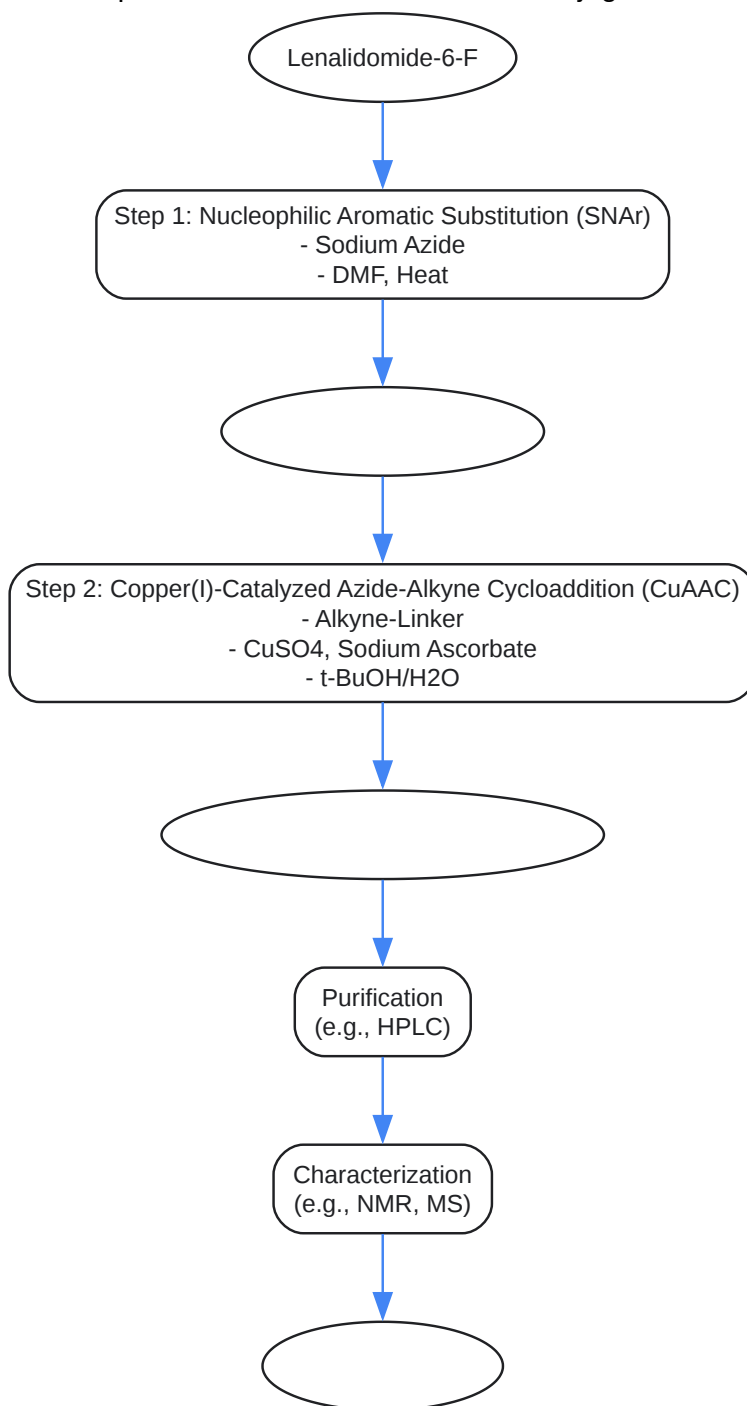 Lenalidomide-6-F
Step 1: Nucleophilic Aromatic Substitution (SNAr)
- Sodium Azide
- DMF, Heat
Step 2: Copper(I)-Catalyzed Azide-Alkyne Cycloaddition (CuAAC)
- Alkyne-Linker
- CuSO4, Sodium Ascorbate
- t-BuOH/H2O
Purification
(e.g., HPLC)
Characterization
(e.g., NMR, MS)